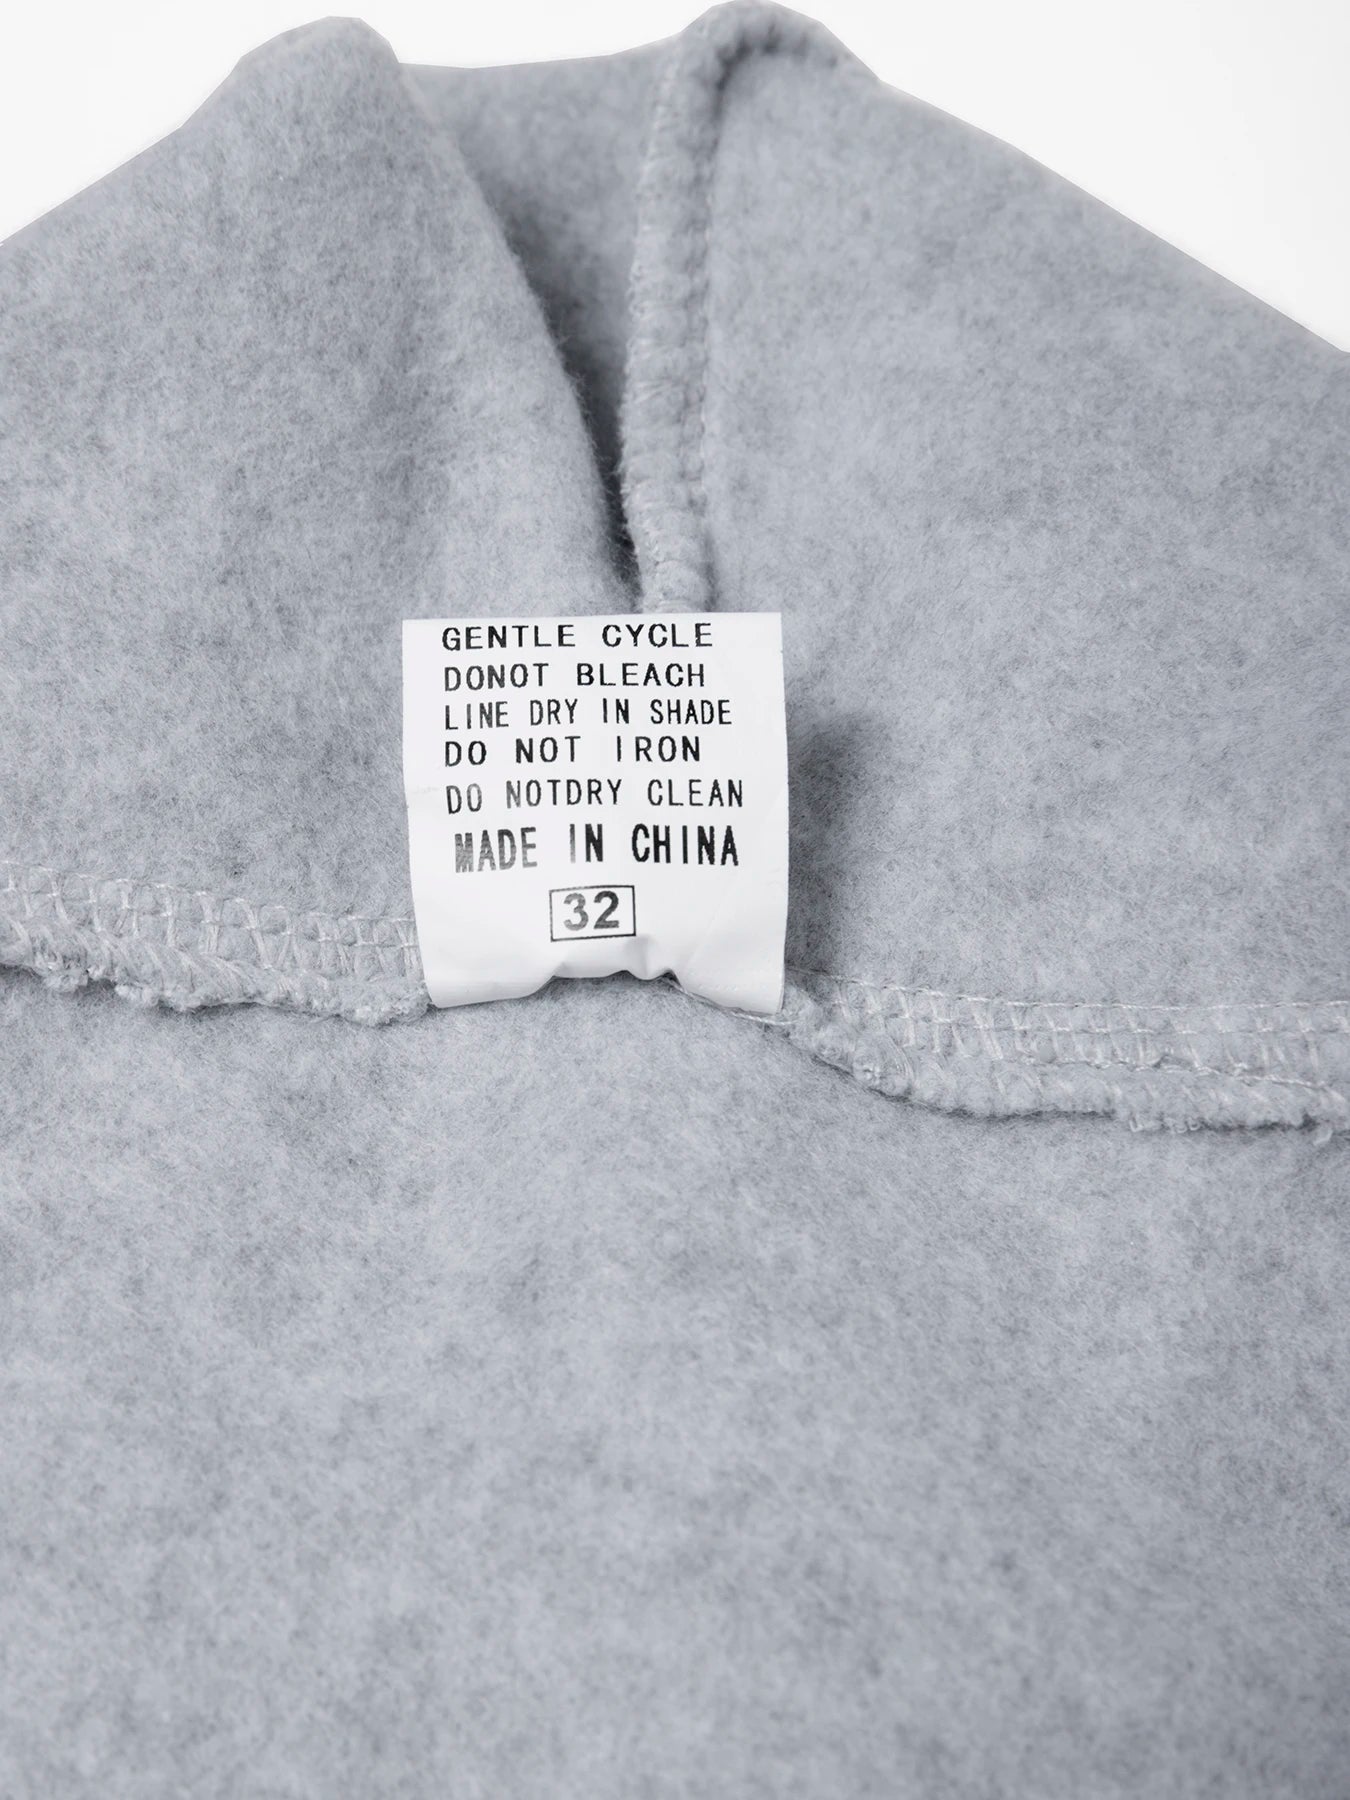 GENTLE CYCLE
DONOT BLEACH
LINE DRY IN SHADE
DO NOT IRON
DO NOTDRY CLEAN
MADE IN CHINA
32